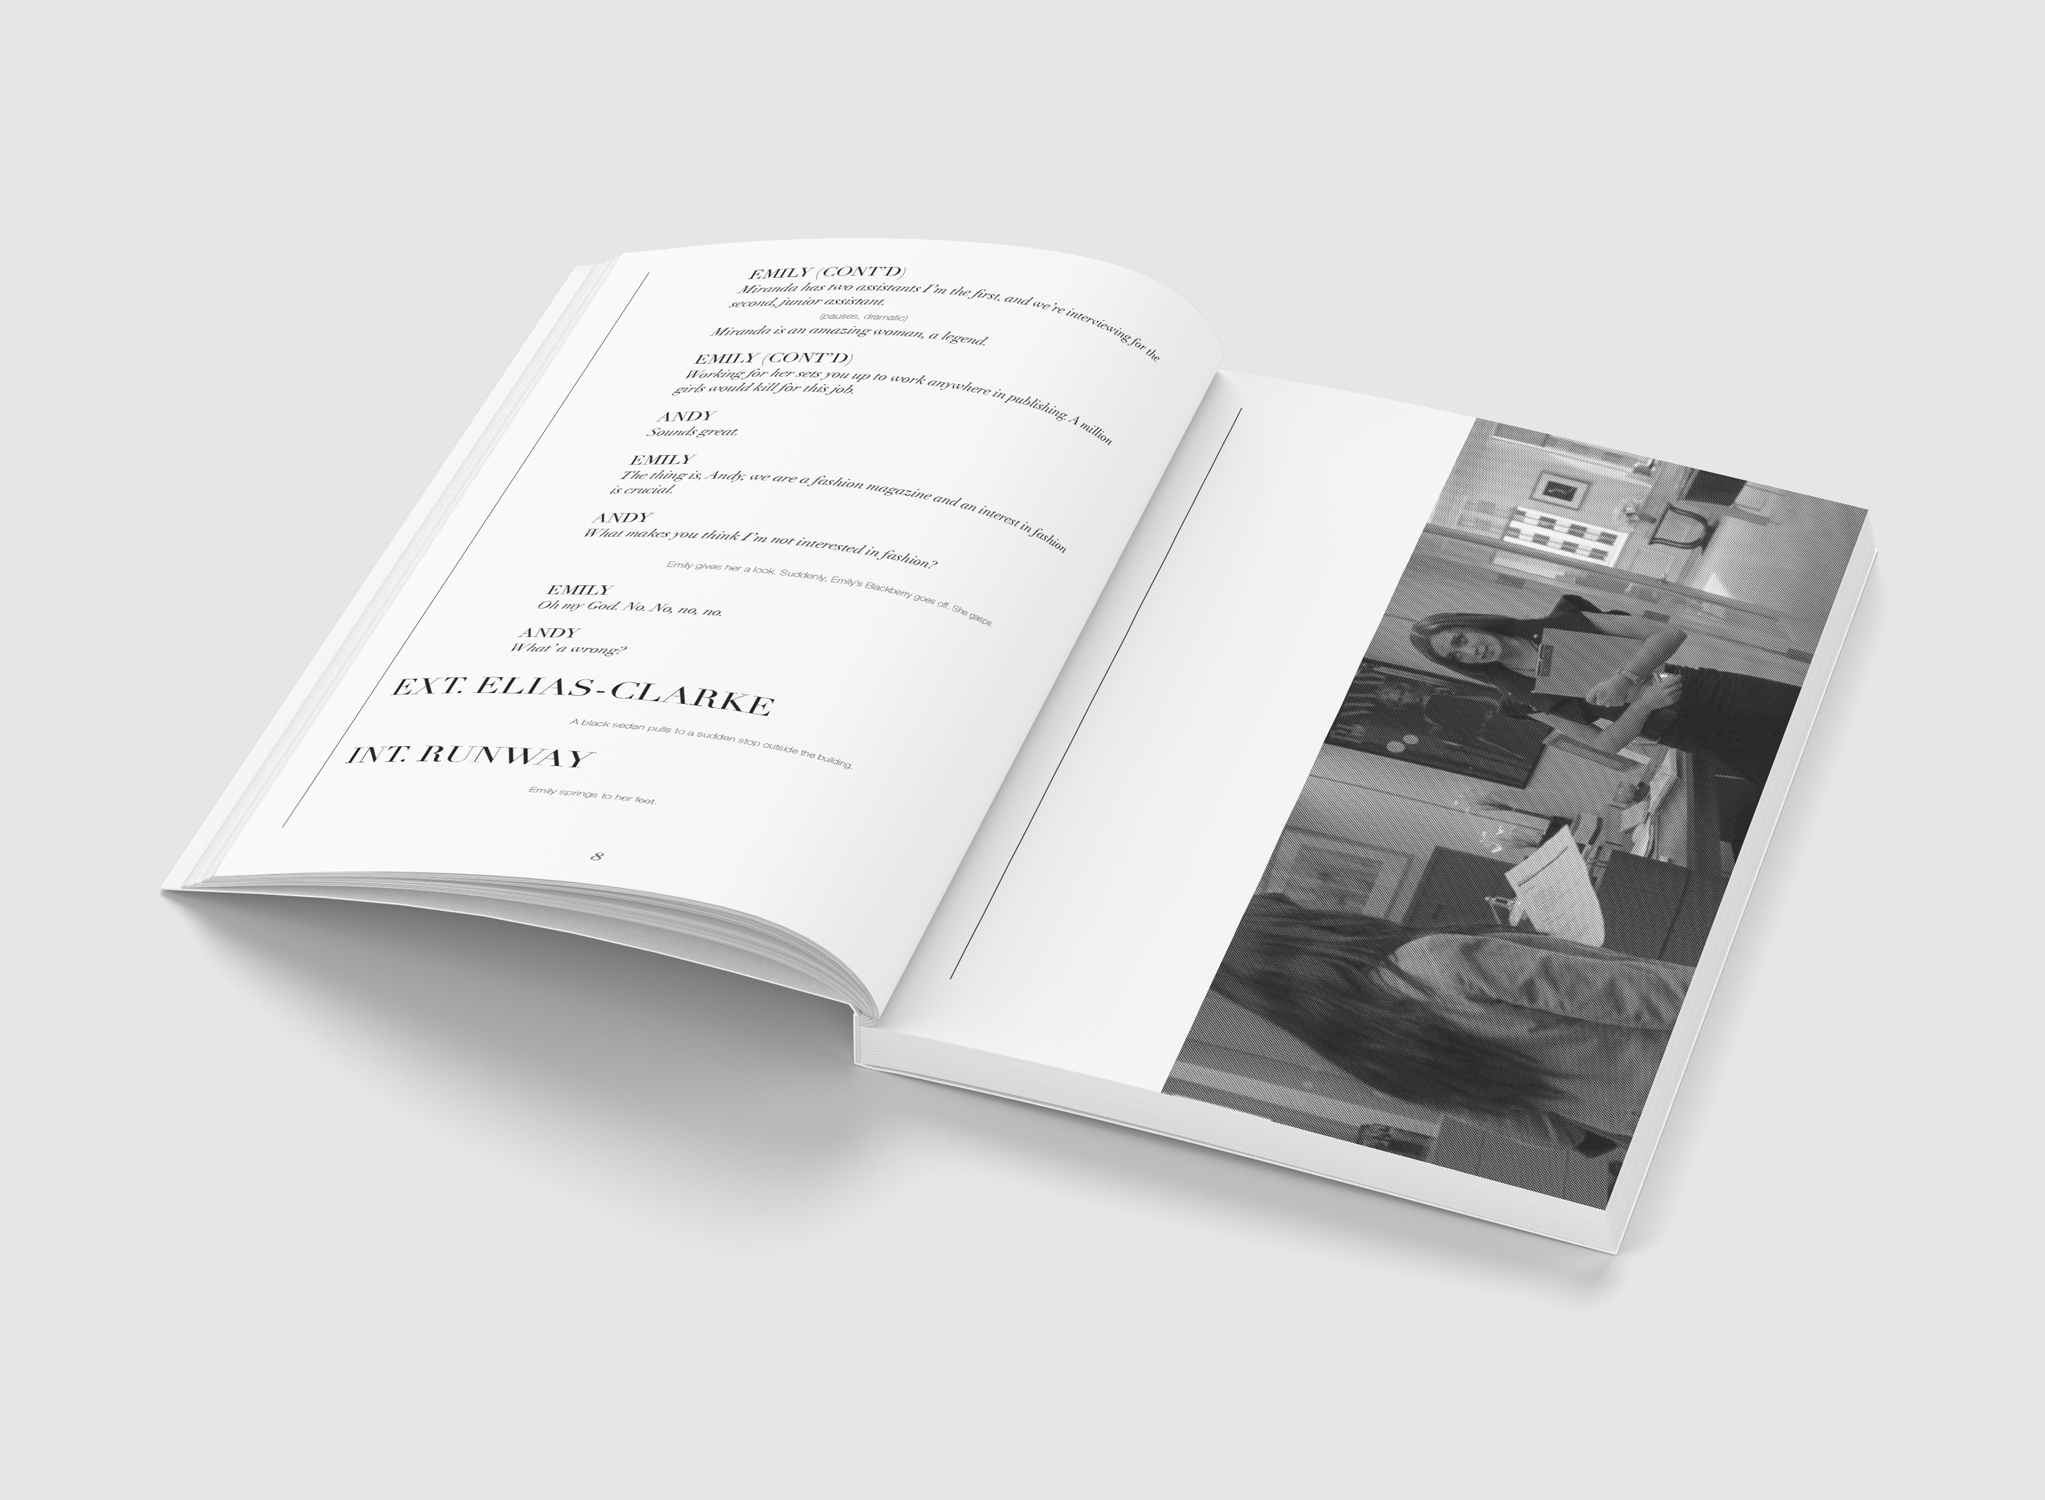 EMILY (CONT'D)
Miranda has two assistants I'm the first, and we're interviewing for the
second, junior assistant.
(pauses, dramatic)
Miranda is an amazing woman, a legend.
EMILY (CONT'D)
Working for her sets you up to work anywhere in publishing. A million
girls would kill for this job.
ANDY
Sounds great.
EMILY
The thing is, Andy, we are a fashion magazine and an interest in fashion
is crucial.
ANDY
What makes you think I'm not interested in fashion?
Emily gives her a look. Suddenly, Emily's Blackberry goes off. She gasps.
EMILY
Oh my God. No. No, no, no.
ANDY
What'a wrong?
EXT. ELIAS-CLARKE
A black sedan pulls to a sudden stop outside the building.
INT. RUNWAY
Emily springs to her feet.
8